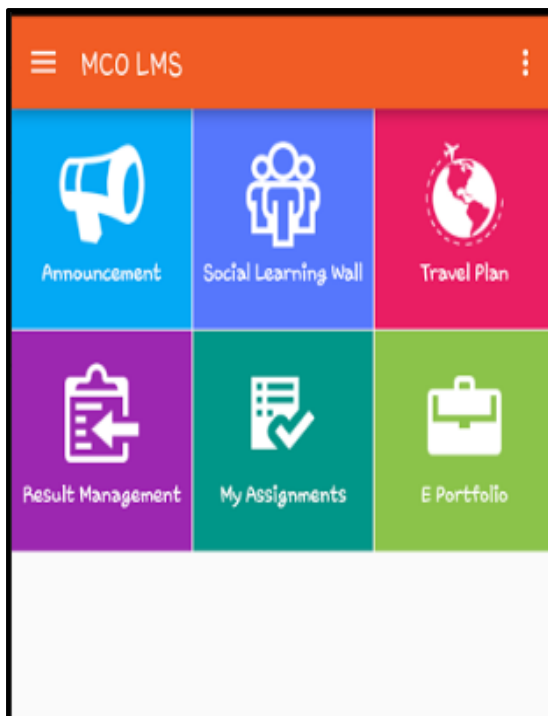 MCO LMS
Announcement
Social Learning Wall
Travel Plan
Result Management
My Assignments
E Portfolio